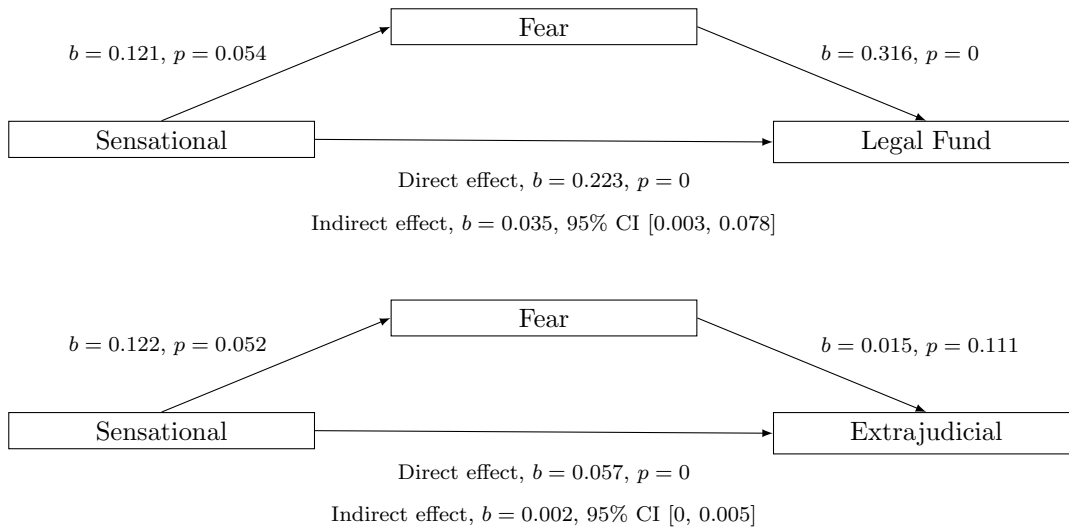 Fear
b = 0.121, p = 0.054
b = 0.316, p = 0
Sensational
Legal Fund
Direct effect, b = 0.223, p = 0
Indirect effect, b = 0.035, 95% CI [0.003, 0.078]
Fear
b = 0.122, p = 0.052
b = 0.015, p = 0.111
Sensational
Extrajudicial
Direct effect, b = 0.057, p = 0
Indirect effect, b = 0.002, 95% CI [0, 0.005]